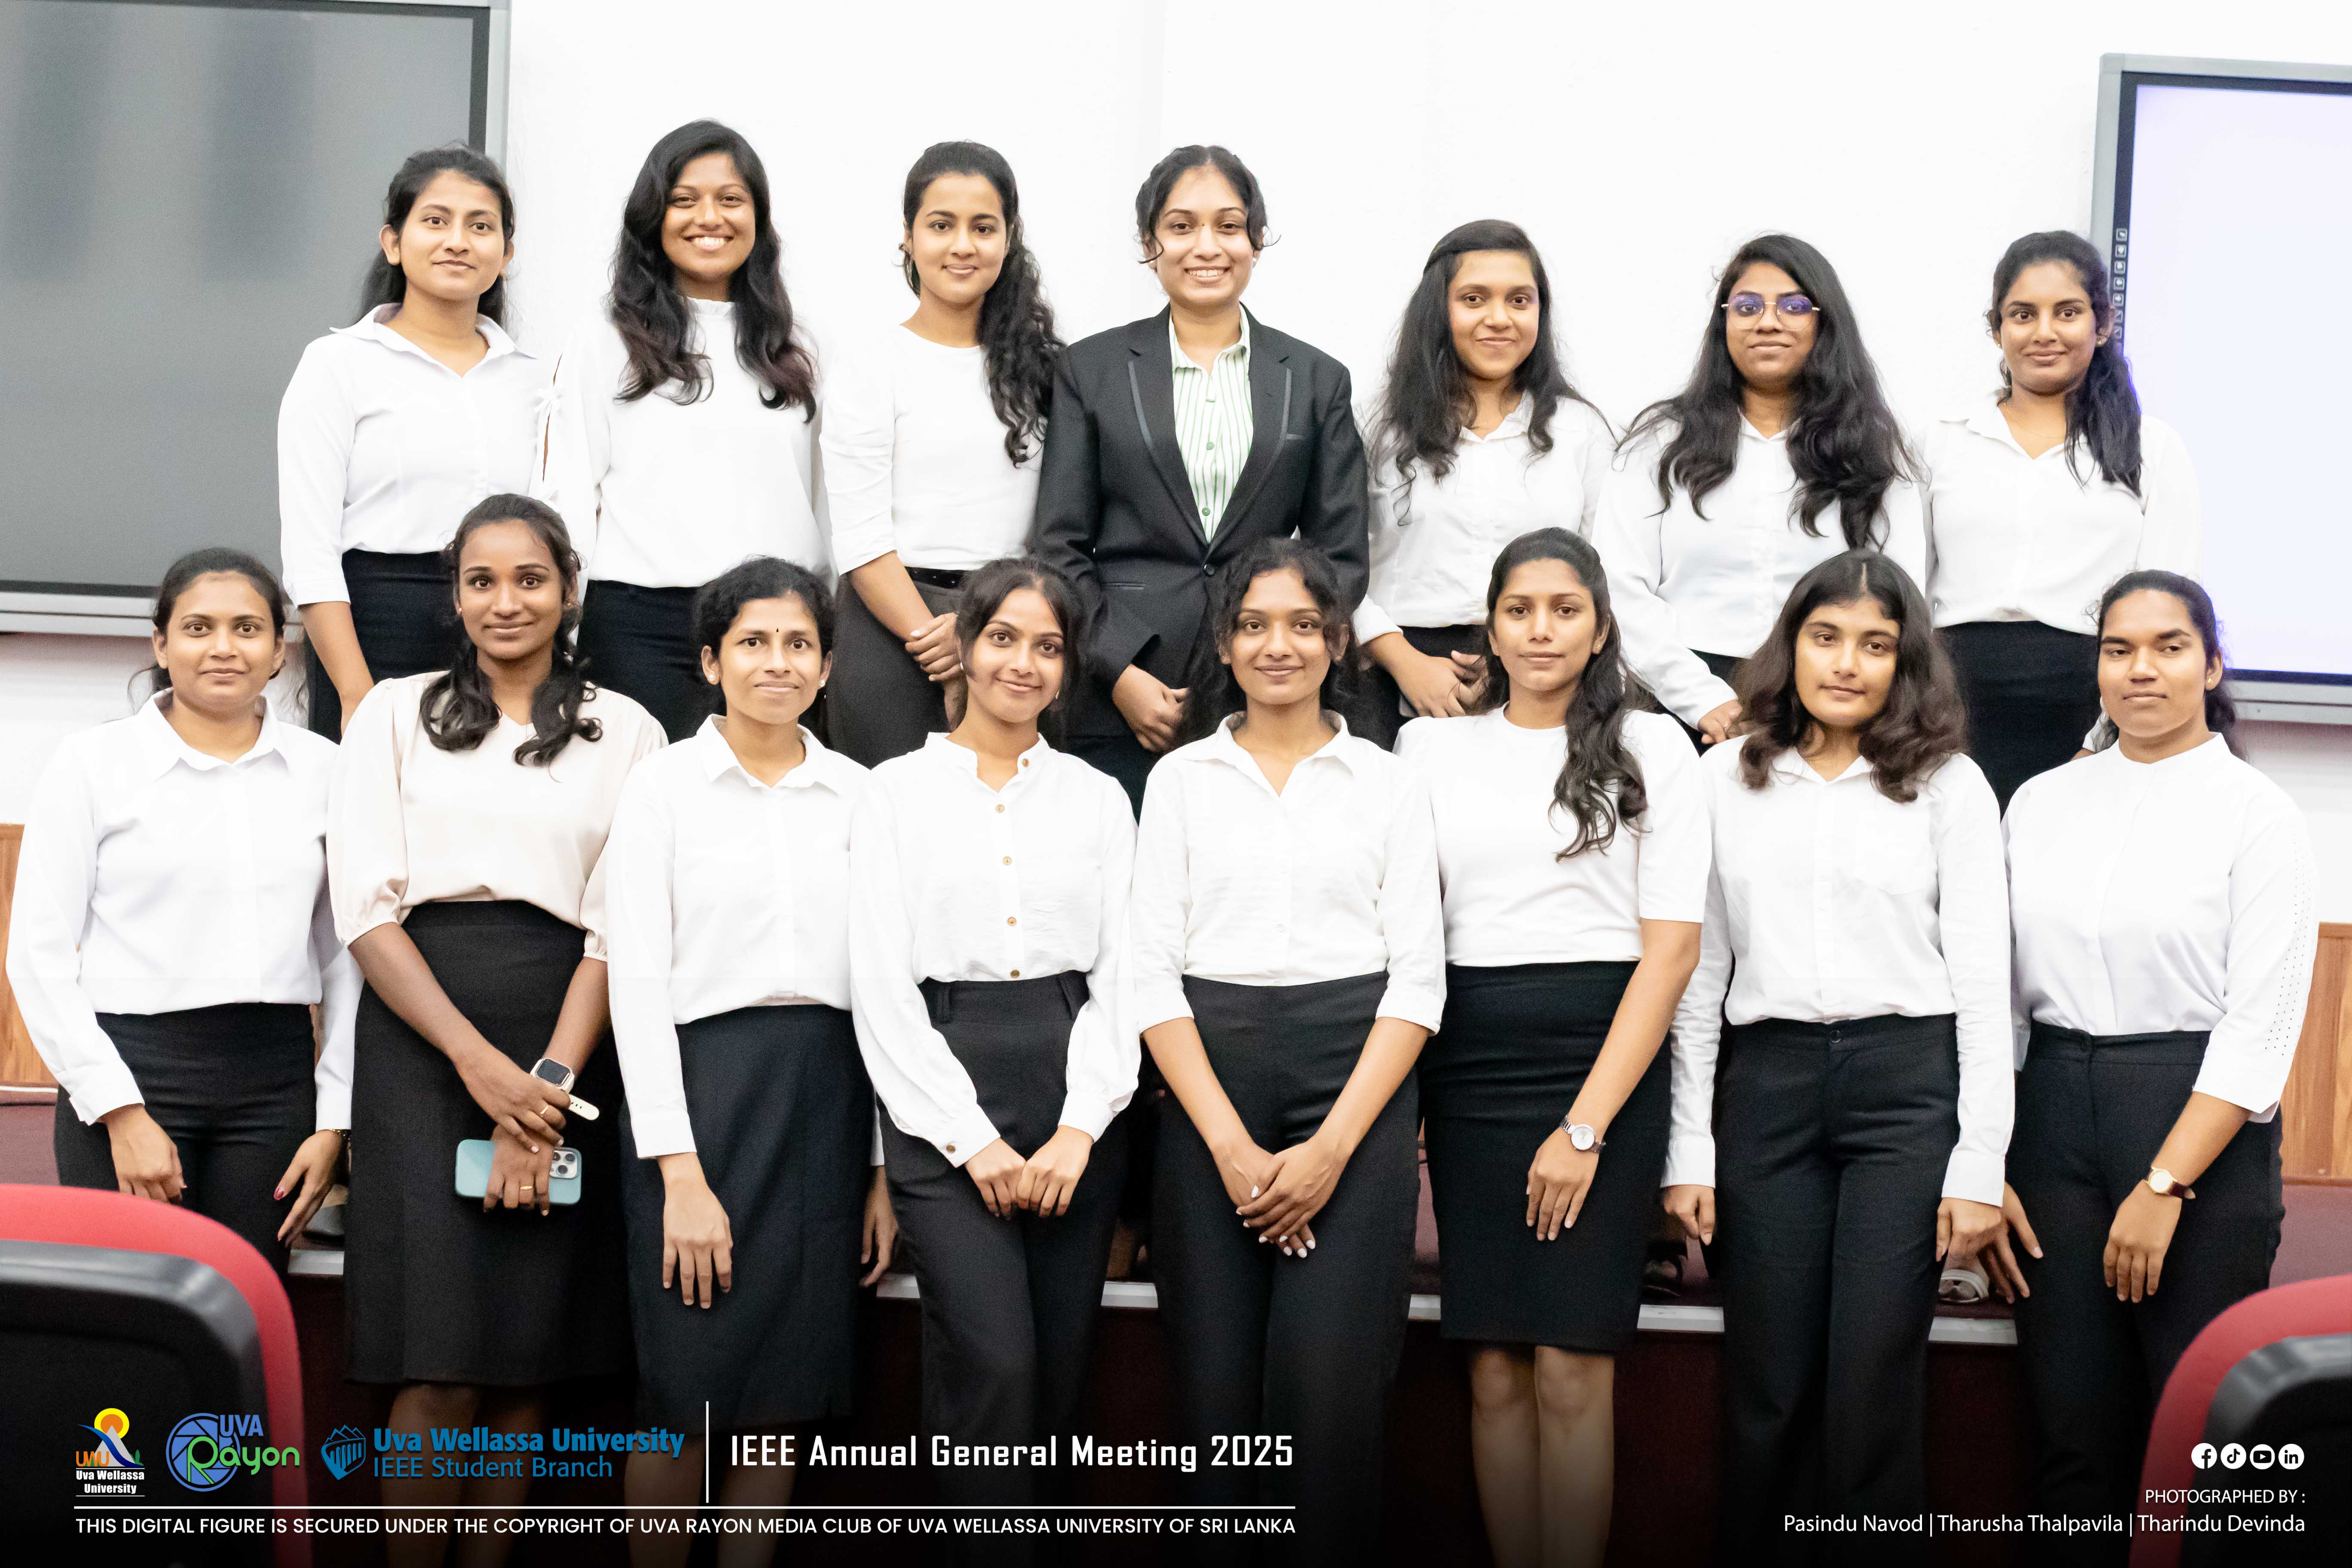 UWU
Uva Wellassa
University
UVA
Rayon
Uva Wellassa University
IEEE Student Branch
IEEE Annual General Meeting 2025
THIS DIGITAL FIGURE IS SECURED UNDER THE COPYRIGHT OF UVA RAYON MEDIA CLUB OF UVA WELLASSA UNIVERSITY OF SRI LANKA
PHOTOGRAPHED BY :
Pasindu Navod | Tharusha Thalpavila | Tharindu Devinda